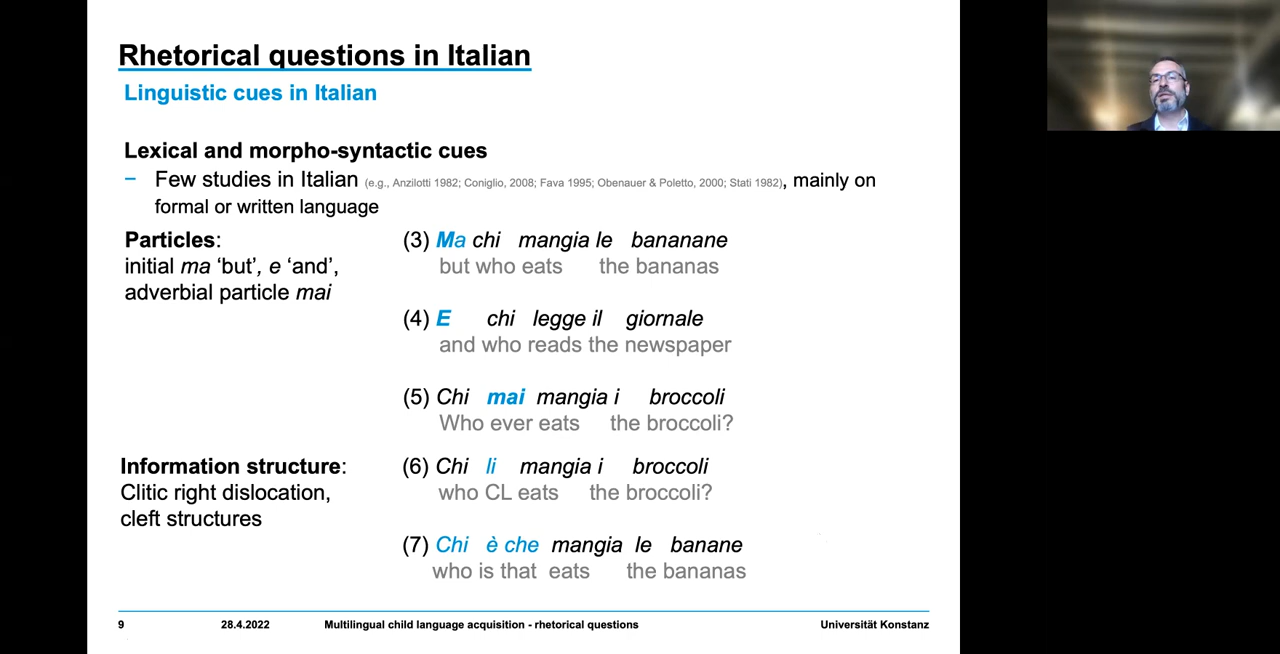 Rhetorical questions in Italian
Linguistic cues in Italian
Lexical and morpho-syntactic cues
– Few studies in Italian (e.g., Anzilotti 1982; Coniglio, 2008; Fava 1995; Obenauer & Poletto, 2000; Stati 1982), mainly on
formal or written language
Particles:
initial ma ‘but’, e ‘and’,
adverbial particle mai
(3) Ma chi mangia le bananane
but who eats the bananas
(4) E chi legge il giornale
and who reads the newspaper
(5) Chi mai mangia i broccoli
Who ever eats the broccoli?
Information structure:
Clitic right dislocation,
cleft structures
(6) Chi li mangia i broccoli
who CL eats the broccoli?
(7) Chi è che mangia le banane
who is that eats the bananas
9 28.4.2022 Multilingual child language acquisition - rhetorical questions Universität Konstanz